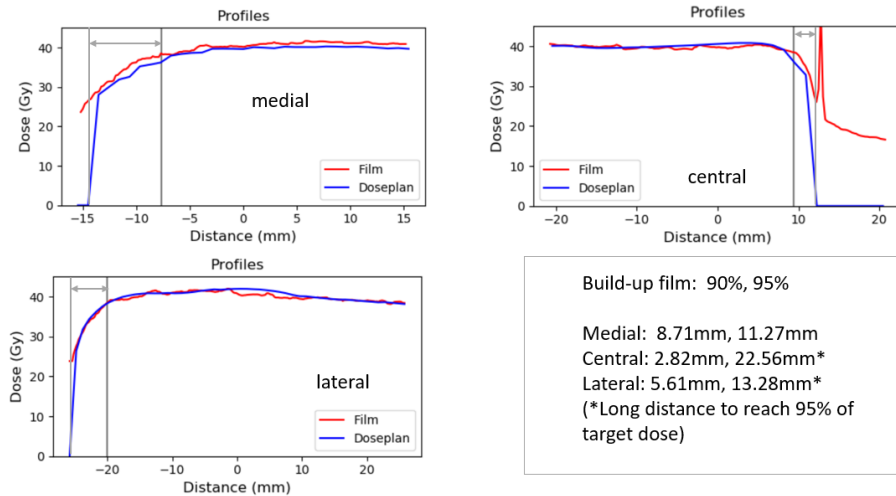 Profiles
Dose (Gy)
40
30
20
10
0
medial
Film
Doseplan
−15 −10 −5 0 5 10 15
Distance (mm)
Profiles
Dose (Gy)
40
30
20
10
0
central
Film
Doseplan
−20 −10 0 10 20
Distance (mm)
Profiles
Dose (Gy)
40
30
20
10
0
lateral
Film
Doseplan
−20 −10 0 10 20
Distance (mm)
Build-up film: 90%, 95%
Medial: 8.71mm, 11.27mm
Central: 2.82mm, 22.56mm*
Lateral: 5.61mm, 13.28mm*
(*Long distance to reach 95% of
target dose)